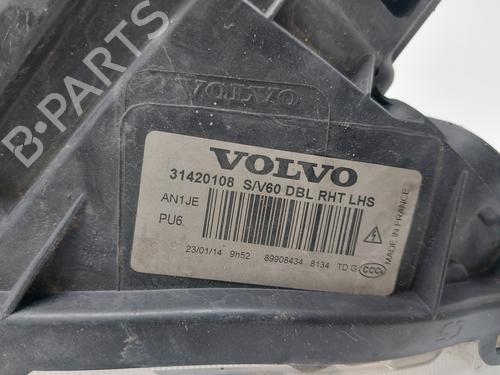 VOLVO
VOLVO
31420108 S/V60 DBL RHT LHS
AN1JE
PU6.
23/01/14 9h52 89908434 8134 TD G CCC
MADE IN FRANCE
B-PARTS